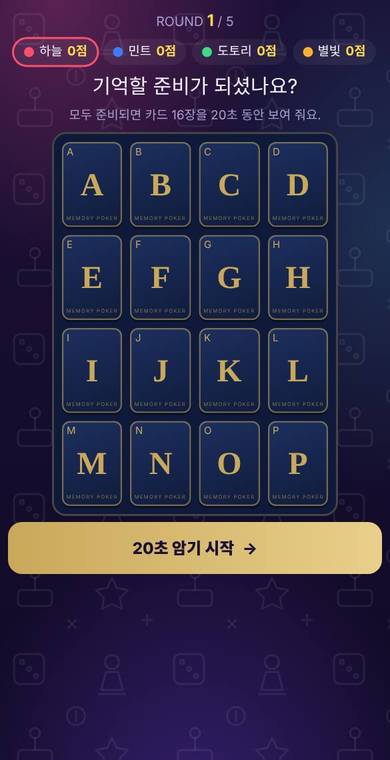 ROUND 1 / 5
하늘 0점 민트 0점 도토리 0점 별빛 0점
기억할 준비가 되셨나요?
모두 준비되면 카드 16장을 20초 동안 보여 줘요.
A B C D
A B C D
MEMORY POKER MEMORY POKER MEMORY POKER MEMORY POKER
E F G H
E F G H
MEMORY POKER MEMORY POKER MEMORY POKER MEMORY POKER
I J K L
I J K L
MEMORY POKER MEMORY POKER MEMORY POKER MEMORY POKER
M N O P
M N O P
MEMORY POKER MEMORY POKER MEMORY POKER MEMORY POKER
20초 암기 시작 →